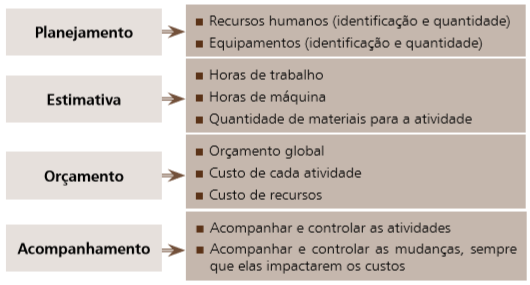 Planejamento
Recursos humanos (identificação e quantidade)
Equipamentos (identificação e quantidade)
Estimativa
Horas de trabalho
Horas de máquina
Quantidade de materiais para a atividade
Orçamento
Orçamento global
Custo de cada atividade
Custo de recursos
Acompanhamento
Acompanhar e controlar as atividades
Acompanhar e controlar as mudanças, sempre
que elas impactarem os custos